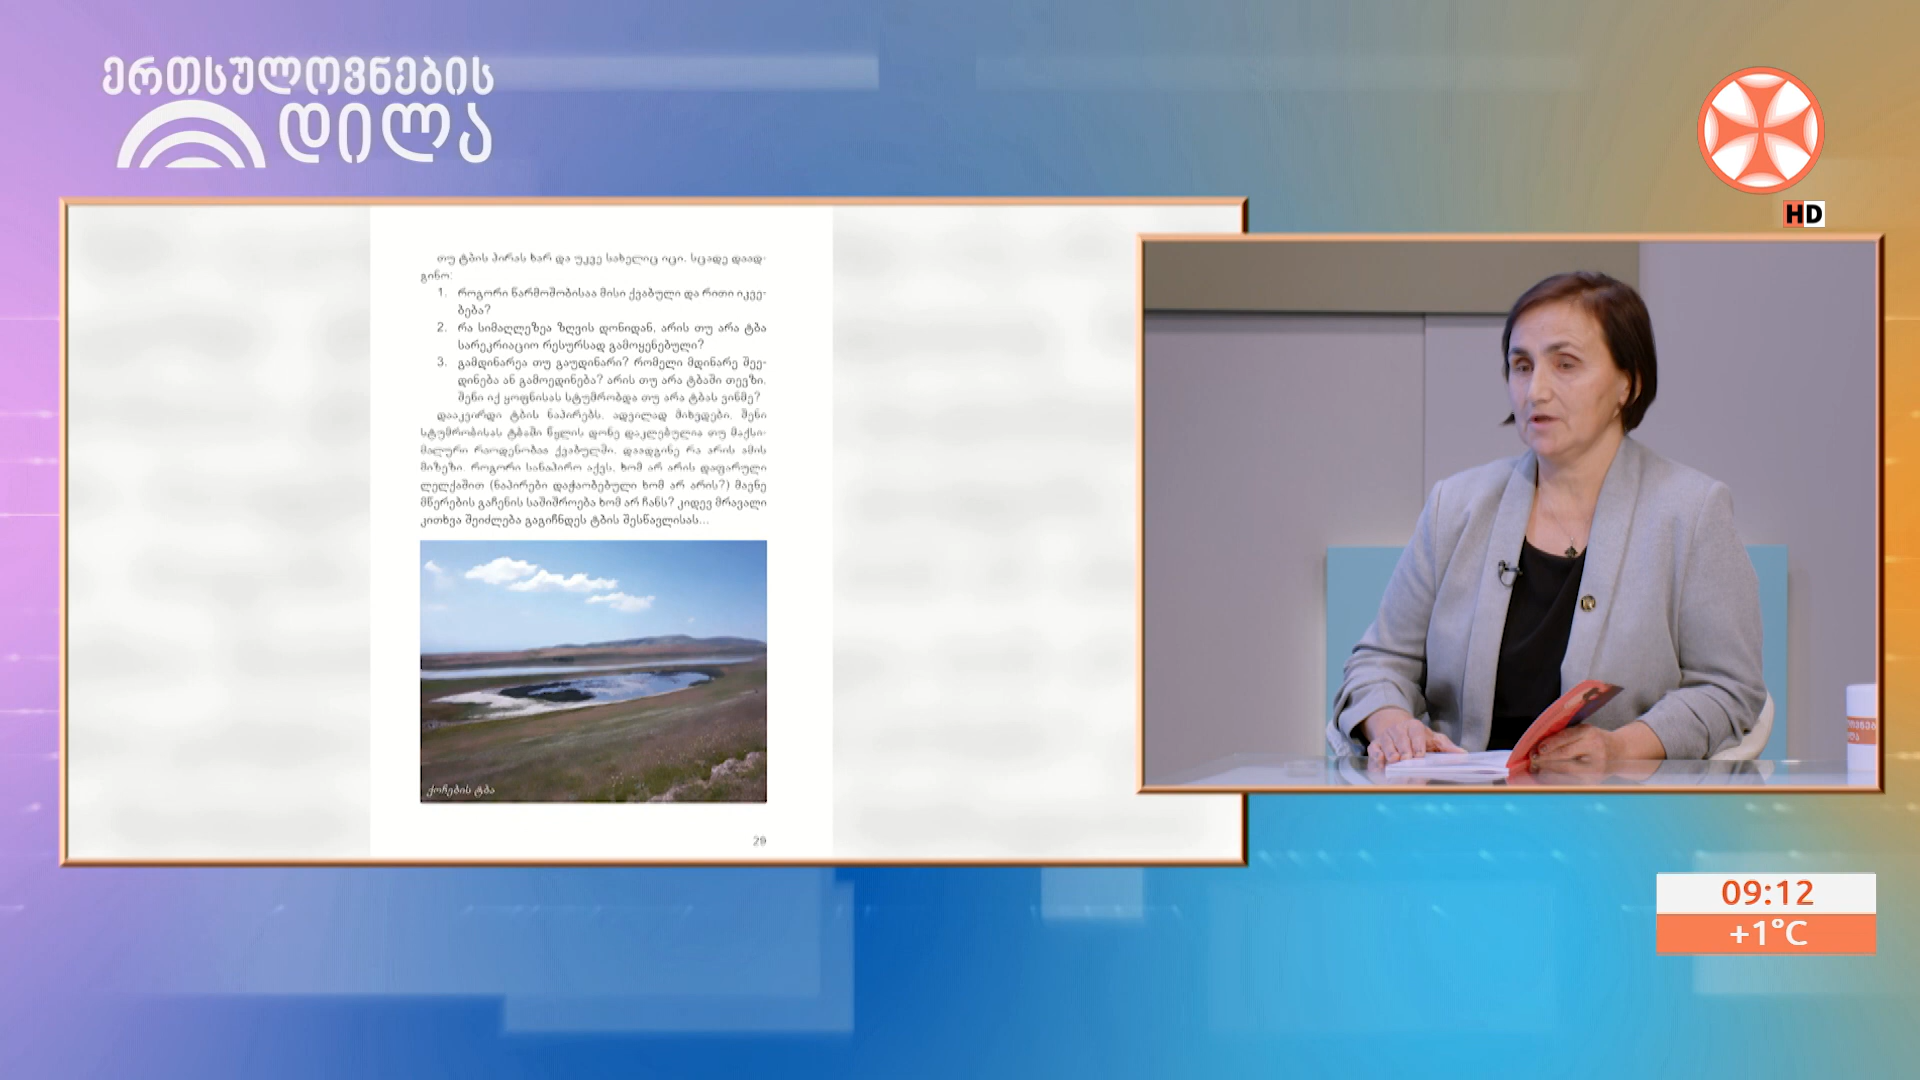 ერთსულოვნების
დილა
HD
თუ ტბის პირას ხარ და უკვე სახელიც იცი, სცადე დაად-
გინო:
1. როგორი წარმოშობისაა მისი ქვაბული და რითი იკვე-
ბება?
2. რა სიმაღლეზეა ზღვის დონიდან, არის თუ არა ტბა
სარეკრიაციო რესურსად გამოყენებული?
3. გამდინარეა თუ გაუდინარი? რომელი მდინარე შეე-
დინება ან გამოედინება? არის თუ არა ტბაში თევზი,
შენი იქ ყოფნისას სტუმრობდა თუ არა ტბას ვინმე?
დააკვირდი ტბის ნაპირებს, ადვილად მიხვდები, შენი
სტუმრობისას ტბაში წყლის დონე დაკლებულია თუ მაქსი-
მალური რაოდენობაა ქვაბულში, დაადგინე რა არის ამის
მიზეზი. როგორი სანაპირო აქვს, ხომ არ არის დაფარული
ლელქაშით (ნაპირები დაჭაობებული ხომ არ არის?) მავნე
მწერების გაჩენის საშიშროება ხომ არ ჩანს? კიდევ მრავალი
კითხვა შეიძლება გაგიჩნდეს ტბის შესწავლისას...
ქოჩების ტბა
29
09:12
+1°C